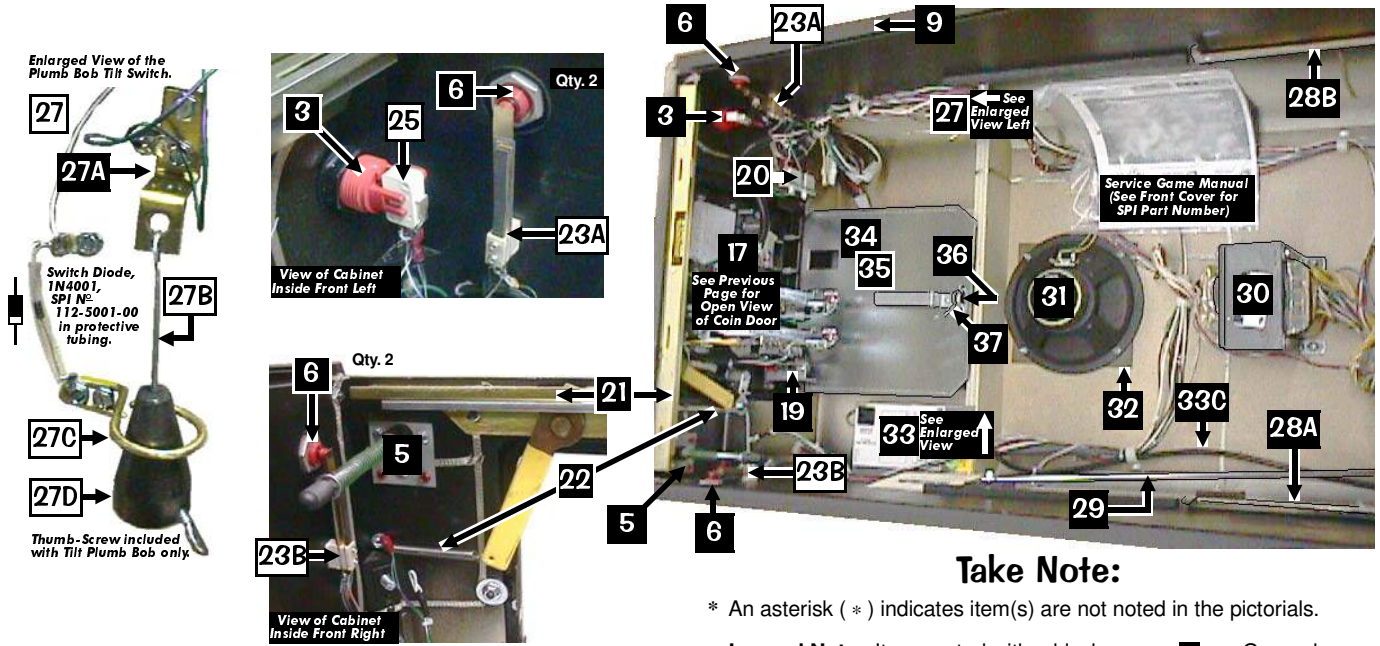 Enlarged View of the
Plumb Bob Tilt Switch.
27
27A
Switch Diode,
1N4001,
SPI Nº
112-5001-00
in protective
tubing.
27B
27C
27D
Thumb-Screw included
with Tilt Plumb Bob only.
3
25
6
Qty. 2
23A
View of Cabinet
Inside Front Left
Qty. 2
6
21
5
22
23B
View of Cabinet
Inside Front Right
6
23A
9
3
27
See
Enlarged
View Left
28B
20
Service Game Manual
(See Front Cover for
SPI Part Number)
17
See Previous
Page for
Open View
of Coin Door
34
35
36
37
31
30
19
32
33C
33
See
Enlarged
View
28A
23B
29
5
6
Take Note:
* An asterisk ( * ) indicates item(s) are not noted in the pictorials.